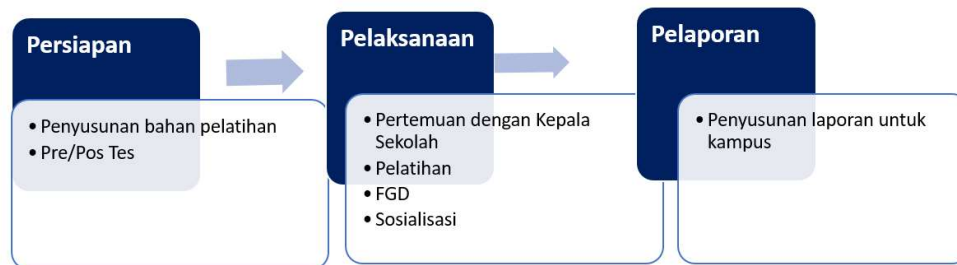 Persiapan
• Penyusunan bahan pelatihan
• Pre/Pos Tes
Pelaksanaan
• Pertemuan dengan Kepala
Sekolah
• Pelatihan
• FGD
• Sosialisasi
Pelaporan
• Penyusunan laporan untuk
kampus